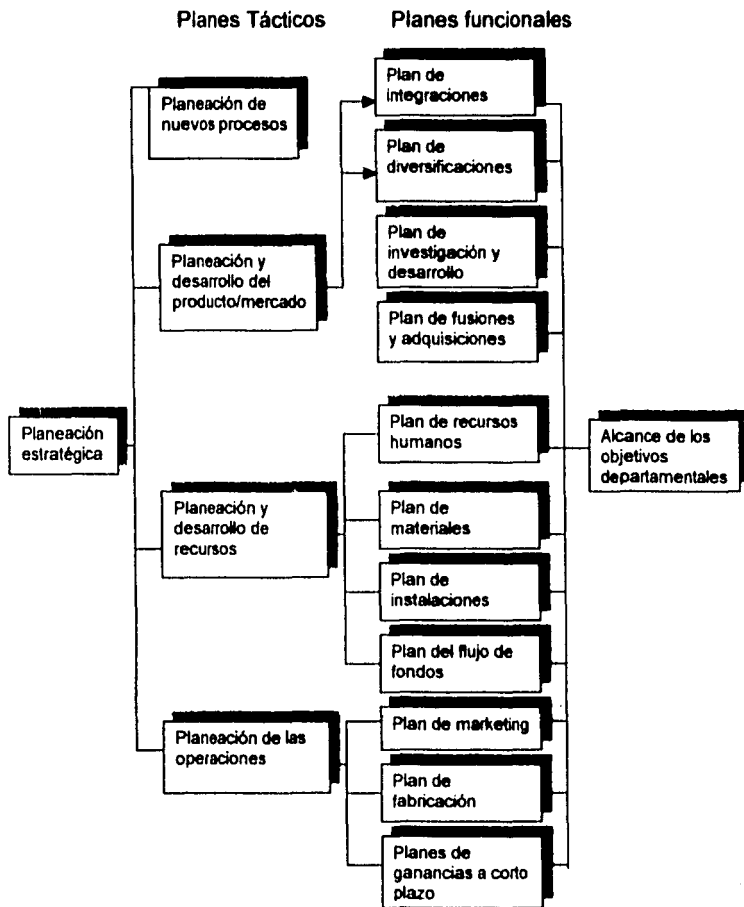 Planes Tácticos
Planes funcionales
Planeación de
nuevos procesos
Planeación y
desarrollo del
producto/mercado
Planeación
estratégica
Planeación y
desarrollo de
recursos
Planeación de las
operaciones
Plan de
integraciones
Plan de
diversificaciones
Plan de
investigación y
desarrollo
Plan de fusiones
y adquisiciones
Plan de recursos
humanos
Plan de
materiales
Plan de
instalaciones
Plan del flujo de
fondos
Plan de marketing
Plan de
fabricación
Planes de
ganancias a corto
plazo
Alcance de los
objetivos
departamentales